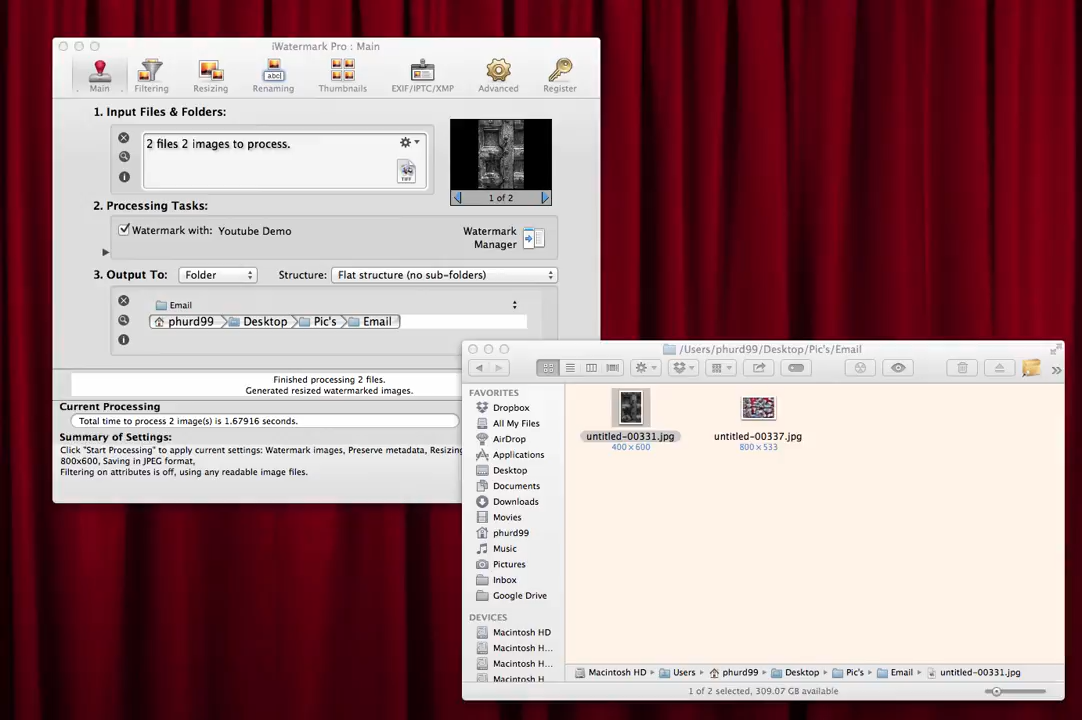 iWatermark Pro : Main
Main
Filtering
Resizing
abc
Renaming
Thumbnails
EXIF/IPTC/XMP
Advanced
Register
1. Input Files & Folders:
2 files 2 images to process.
TIFF
1 of 2
2. Processing Tasks:
Watermark with: Youtube Demo
Watermark
Manager
3. Output To: Folder Structure: Flat structure (no sub-folders)
Email
phurd99 Desktop Pic's Email
Finished processing 2 files.
Generated resized watermarked images.
Current Processing
Total time to process 2 image(s) is 1.67916 seconds.
Summary of Settings:
Click "Start Processing" to apply current settings: Watermark images, Preserve metadata, Resizing
800x600, Saving in JPEG format,
Filtering on attributes is off, using any readable image files.
/Users/phurd99/Desktop/Pic's/Email
FAVORITES
Dropbox
All My Files
AirDrop
Applications
Desktop
Documents
Downloads
Movies
phurd99
Music
Pictures
Inbox
Google Drive
DEVICES
Macintosh HD
Macintosh H...
Macintosh H...
Macintosh H
untitled-00331.jpg
400 × 600
untitled-00337.jpg
800 × 533
Macintosh HD Users phurd99 Desktop Pic's Email untitled-00331.jpg
1 of 2 selected, 309.07 GB available